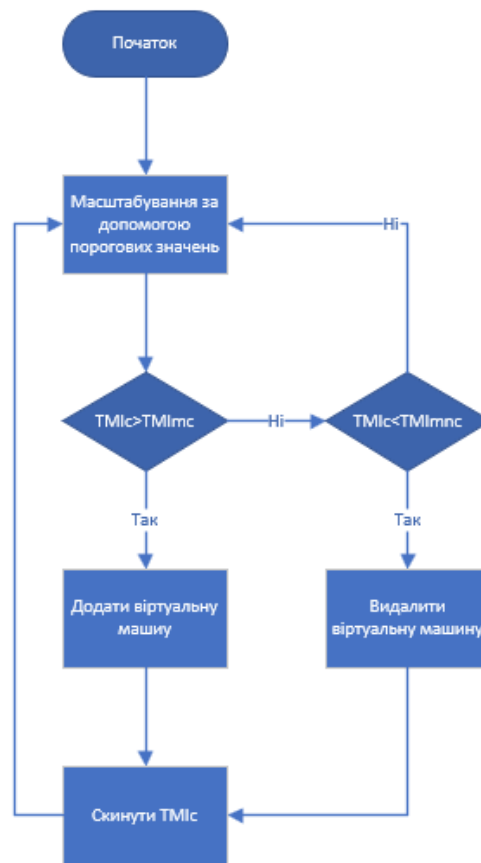 Початок
Масштабування за
допомогою
порогових значень
Ні
TMIc>TMImc
Ні
TMIc<TMImnc
Так
Так
Додати віртуальну
машиу
Видалити
віртуальну машину
Скинути TMIc